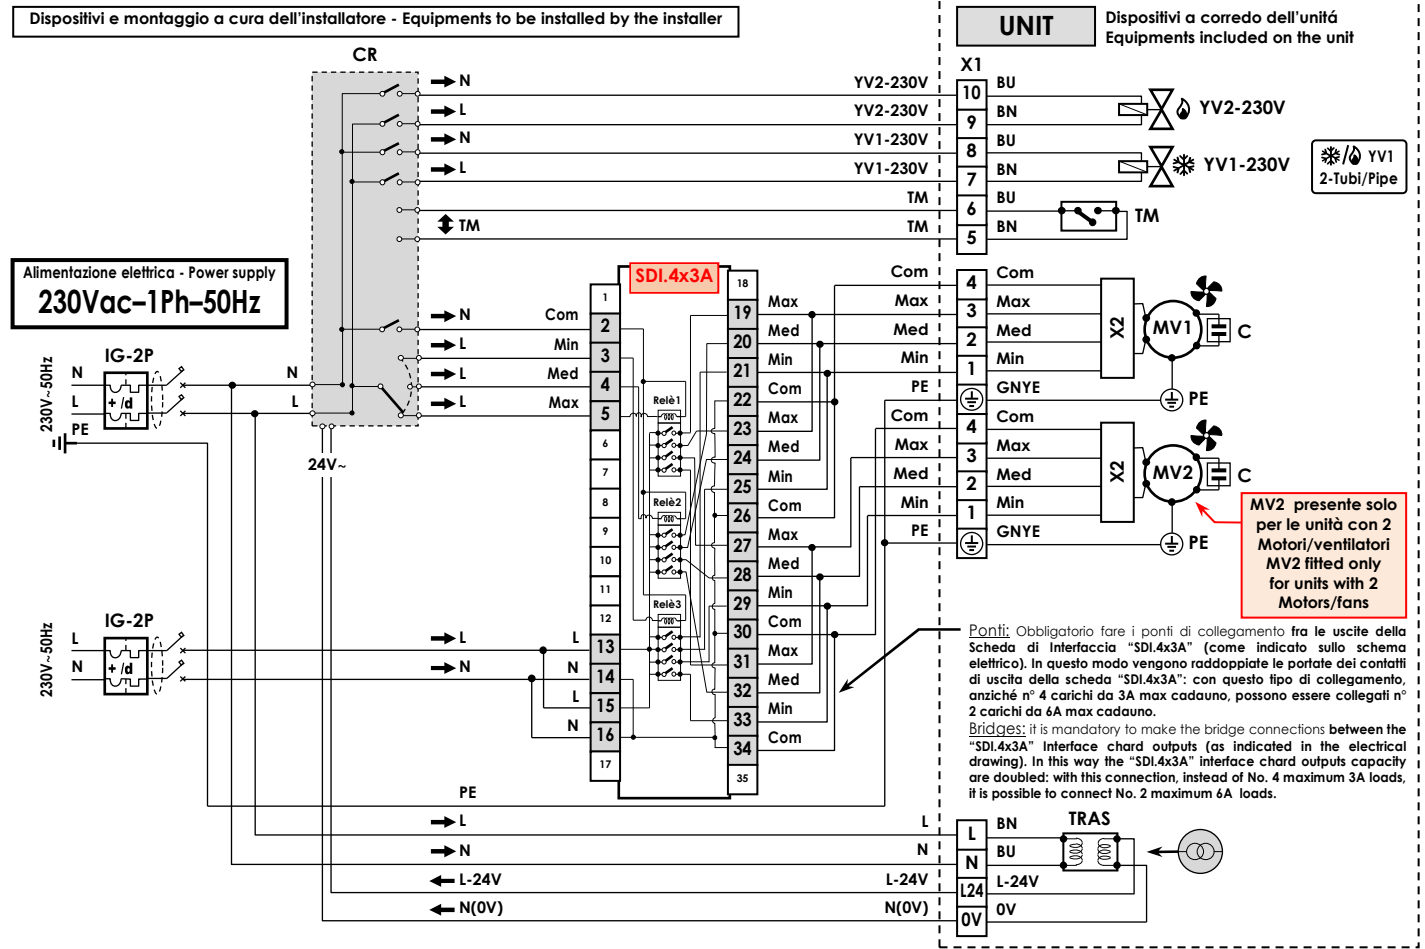 Dispositivi e montaggio a cura dell'installatore - Equipments to be installed by the installer
UNIT
Dispositivi a corredo dell'unitá
Equipments included on the unit
CR
X1
N
YV2-230V
10
BU
L
YV2-230V
9
BN
YV2-230V
N
YV1-230V
8
BU
L
YV1-230V
7
BN
YV1-230V
YV1
2-Tubi/Pipe
TM
6
BU
TM
TM
5
BN
TM
Alimentazione elettrica - Power supply
230Vac–1Ph–50Hz
SDI.4x3A
N
Com
L
Min
L
Med
L
Max
1
2
3
4
5
6
7
8
9
10
11
12
13
14
15
16
17
Relè1
Relè2
Relè3
18
19
20
21
22
23
24
25
26
27
28
29
30
31
32
33
34
35
Max
Med
Min
Com
Max
Med
Min
Com
Max
Med
Min
Com
Max
Med
Min
Com
Com
4
Com
Max
3
Max
Med
2
Med
Min
1
Min
PE
GNYE
PE
X2
MV1
C
Com
4
Com
Max
3
Max
Med
2
Med
Min
1
Min
PE
GNYE
PE
X2
MV2
C
MV2 presente solo
per le unità con 2
Motori/ventilatori
MV2 fitted only
for units with 2
Motors/fans
IG-2P
230V~50Hz
N
L
PE
+ /d
N
L
24V~
IG-2P
230V~50Hz
L
N
+ /d
L
L
N
N
L
N
Ponti: Obbligatorio fare i ponti di collegamento fra le uscite della
Scheda di Interfaccia “SDI.4x3A” (come indicato sullo schema
elettrico). In questo modo vengono raddoppiate le portate dei contatti
di uscita della scheda “SDI.4x3A”: con questo tipo di collegamento,
anziché n° 4 carichi da 3A max cadauno, possono essere collegati n°
2 carichi da 6A max cadauno.
Bridges: it is mandatory to make the bridge connections between the
“SDI.4x3A” Interface chard outputs (as indicated in the electrical
drawing). In this way the “SDI.4x3A” interface chard outputs capacity
are doubled: with this connection, instead of No. 4 maximum 3A loads,
it is possible to connect No. 2 maximum 6A loads.
PE
L
L
L
BN
TRAS
N
N
N
BU
L-24V
L-24V
L24
L-24V
N(0V)
N(0V)
0V
0V